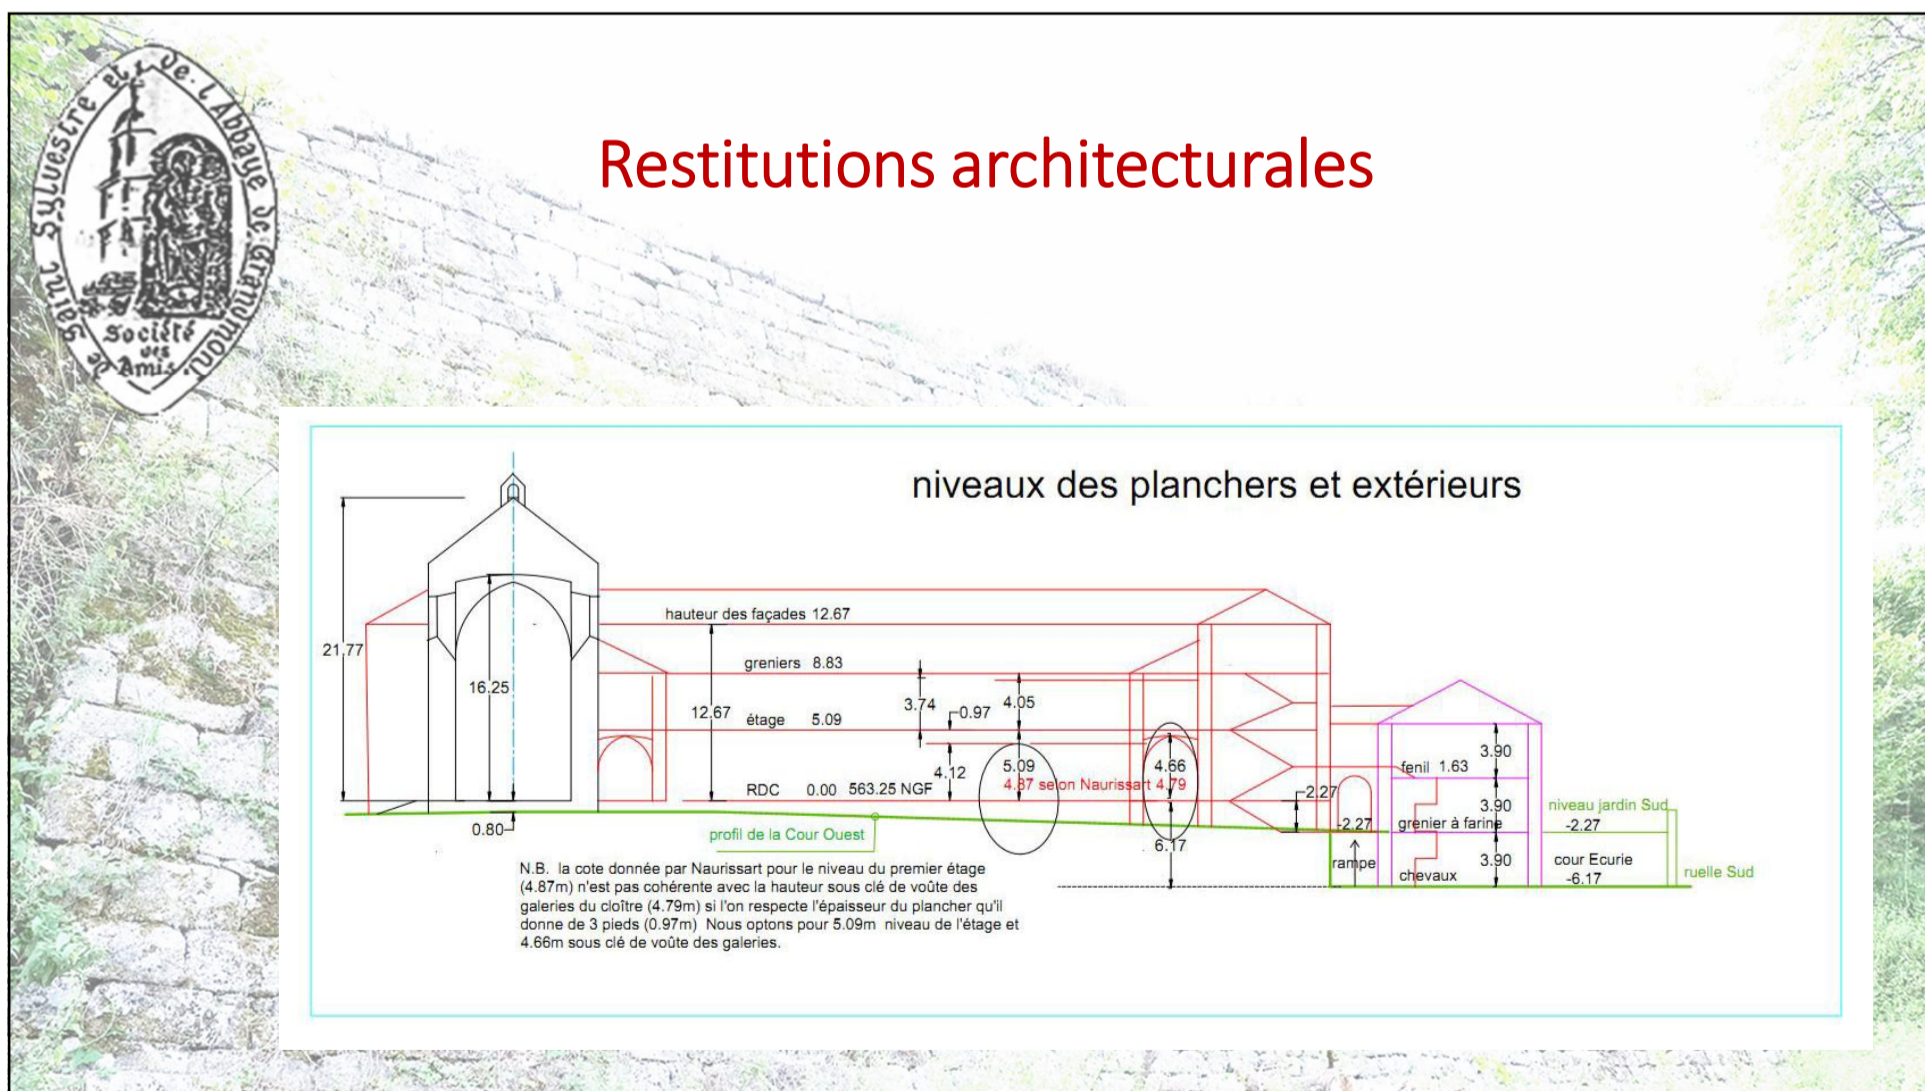 de Saint Sylvestre et de l'Abbaye de Grandmont
Société
des
Amis
Restitutions architecturales
niveaux des planchers et extérieurs
hauteur des façades 12.67
21.77
greniers 8.83
16.25
12.67
étage 5.09
3.74
0.97
4.05
4.12
5.09
4.66
4.87 selon Naurissart 4.79
RDC 0.00 563.25 NGF
0.80
profil de la Cour Ouest
6.17
-2.27
-2.27
rampe
3.90
fenil 1.63
3.90
grenier à farine
3.90
chevaux
niveau jardin Sud
-2.27
cour Ecurie
-6.17
ruelle Sud
N.B. la cote donnée par Naurissart pour le niveau du premier étage
(4.87m) n'est pas cohérente avec la hauteur sous clé de voûte des
galeries du cloître (4.79m) si l'on respecte l'épaisseur du plancher qu'il
donne de 3 pieds (0.97m) Nous optons pour 5.09m niveau de l'étage et
4.66m sous clé de voûte des galeries.